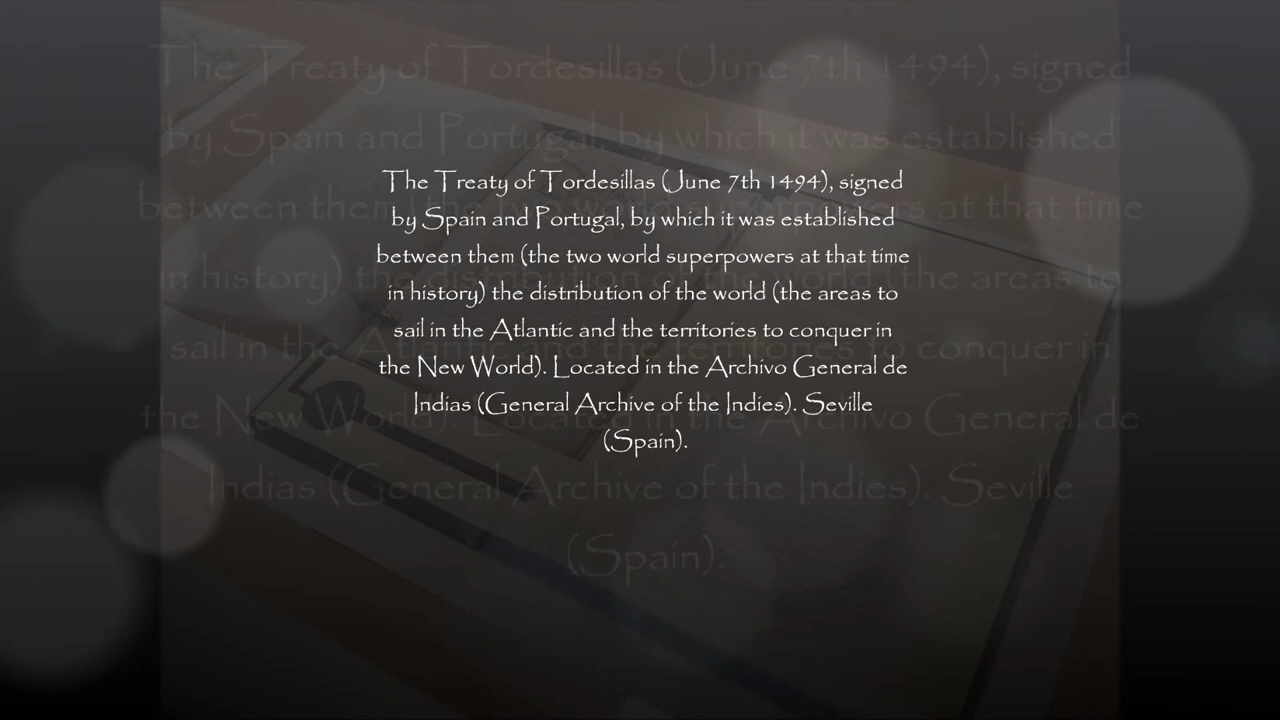 The Treaty of Tordesillas (June 7th 1494), signed
by Spain and Portugal, by which it was established
between them (the two world superpowers at that time
in history) the distribution of the world (the areas to
sail in the Atlantic and the territories to conquer in
the New World). Located in the Archivo General de
Indias (General Archive of the Indies). Seville
(Spain).